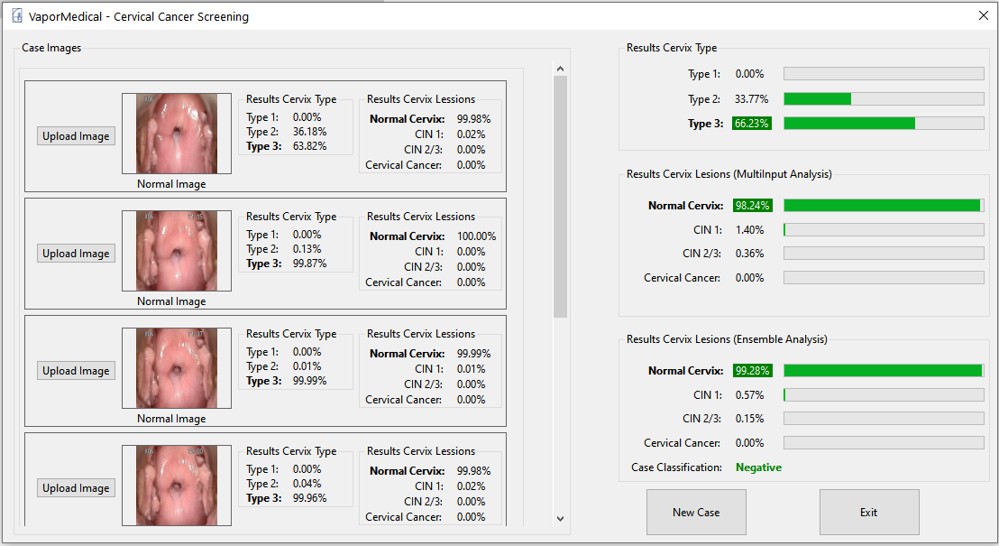 VaporMedical - Cervical Cancer Screening
Case Images
Upload Image
Normal Image
Results Cervix Type
Type 1: 0.00%
Type 2: 36.18%
Type 3: 63.82%
Results Cervix Lessions
Normal Cervix: 99.98%
CIN 1: 0.02%
CIN 2/3: 0.00%
Cervical Cancer: 0.00%
Upload Image
Normal Image
Results Cervix Type
Type 1: 0.00%
Type 2: 0.13%
Type 3: 99.87%
Results Cervix Lessions
Normal Cervix: 100.00%
CIN 1: 0.00%
CIN 2/3: 0.00%
Cervical Cancer: 0.00%
Upload Image
Normal Image
Results Cervix Type
Type 1: 0.00%
Type 2: 0.01%
Type 3: 99.99%
Results Cervix Lessions
Normal Cervix: 99.99%
CIN 1: 0.01%
CIN 2/3: 0.00%
Cervical Cancer: 0.00%
Upload Image
Results Cervix Type
Type 1: 0.00%
Type 2: 0.04%
Type 3: 99.96%
Results Cervix Lessions
Normal Cervix: 99.98%
CIN 1: 0.02%
CIN 2/3: 0.00%
Cervical Cancer: 0.00%
Results Cervix Type
Type 1: 0.00%
Type 2: 33.77%
Type 3: 66.23%
Results Cervix Lesions (MultiInput Analysis)
Normal Cervix: 98.24%
CIN 1: 1.40%
CIN 2/3: 0.36%
Cervical Cancer: 0.00%
Results Cervix Lesions (Ensemble Analysis)
Normal Cervix: 99.28%
CIN 1: 0.57%
CIN 2/3: 0.15%
Cervical Cancer: 0.00%
Case Classification: Negative
New Case
Exit